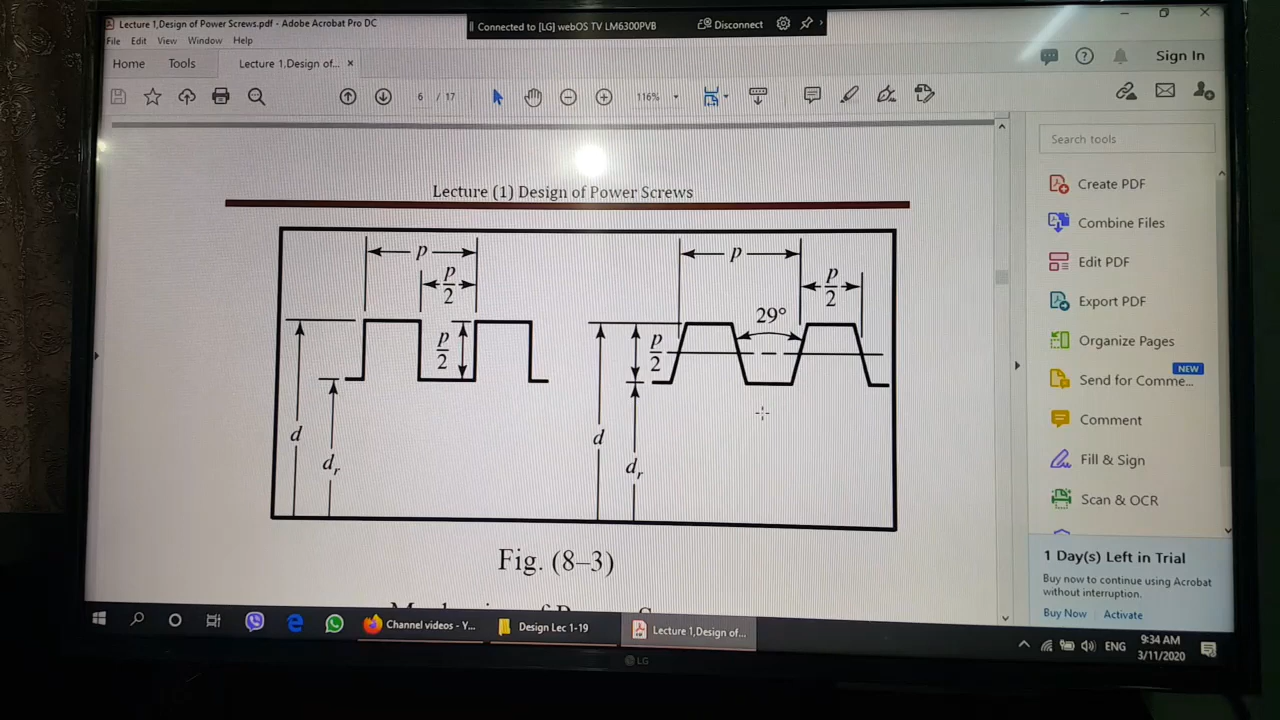 Lecture 1,Design of Power Screws.pdf - Adobe Acrobat Pro DC
Connected to [LG] webOS TV LM6300PVB
Disconnect
File Edit View Window Help
Home Tools Lecture 1.Design of... ×
Sign In
6 / 17
116%
Search tools
Lecture (1) Design of Power Screws
Create PDF
Combine Files
Edit PDF
Export PDF
Organize Pages
NEW
Send for Comme...
Comment
Fill & Sign
Scan & OCR
p
p/2
p/2
d
dr
p
p/2
29°
p/2
d
dr
Fig. (8–3)
1 Day(s) Left in Trial
Buy now to continue using Acrobat
without interruption.
Buy Now Activate
Channel videos - Y...
Design Lec 1-19
Lecture 1,Design of...
ENG
9:34 AM
3/11/2020
LG